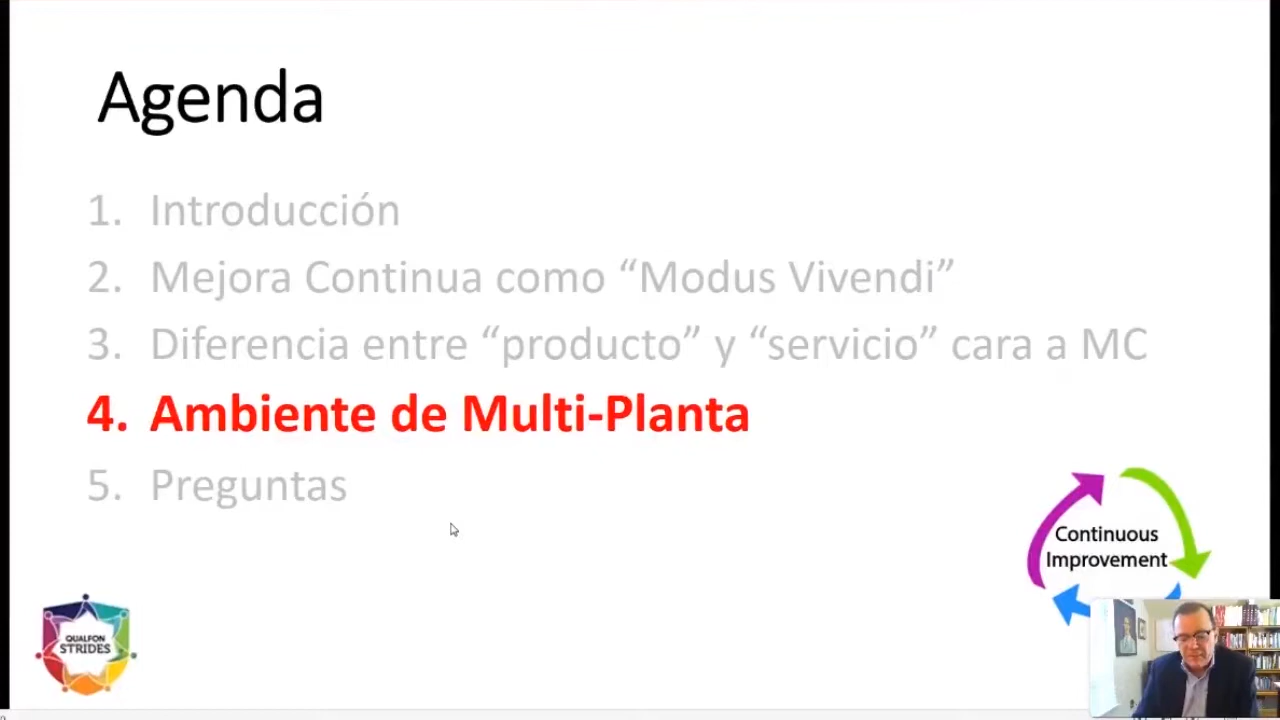 Agenda
1. Introducción
2. Mejora Continua como “Modus Vivendi”
3. Diferencia entre “producto” y “servicio” cara a MC
4. Ambiente de Multi-Planta
5. Preguntas
Continuous
Improvement
QUALFON
STRIDES